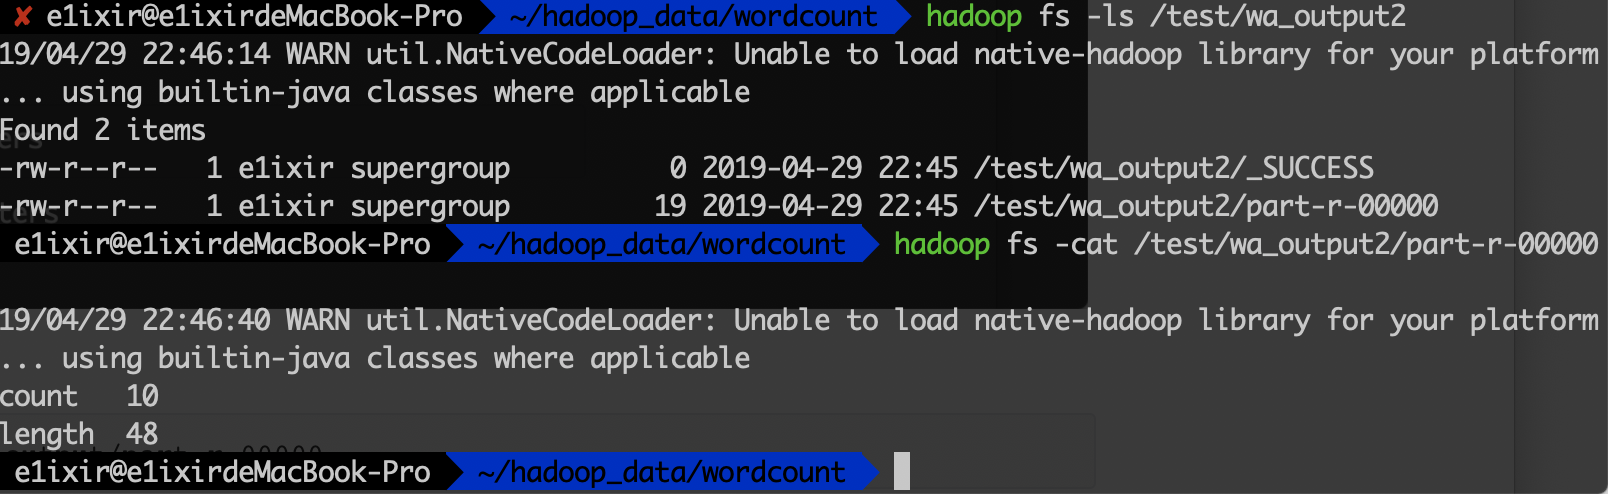 ✘ e1ixir@e1ixirdeMacBook-Pro ~/hadoop_data/wordcount hadoop fs -ls /test/wa_output2
19/04/29 22:46:14 WARN util.NativeCodeLoader: Unable to load native-hadoop library for your platform
... using builtin-java classes where applicable
Found 2 items
-rw-r--r-- 1 e1ixir supergroup 0 2019-04-29 22:45 /test/wa_output2/_SUCCESS
-rw-r--r-- 1 e1ixir supergroup 19 2019-04-29 22:45 /test/wa_output2/part-r-00000
e1ixir@e1ixirdeMacBook-Pro ~/hadoop_data/wordcount hadoop fs -cat /test/wa_output2/part-r-00000
19/04/29 22:46:40 WARN util.NativeCodeLoader: Unable to load native-hadoop library for your platform
... using builtin-java classes where applicable
count 10
length 48
e1ixir@e1ixirdeMacBook-Pro ~/hadoop_data/wordcount